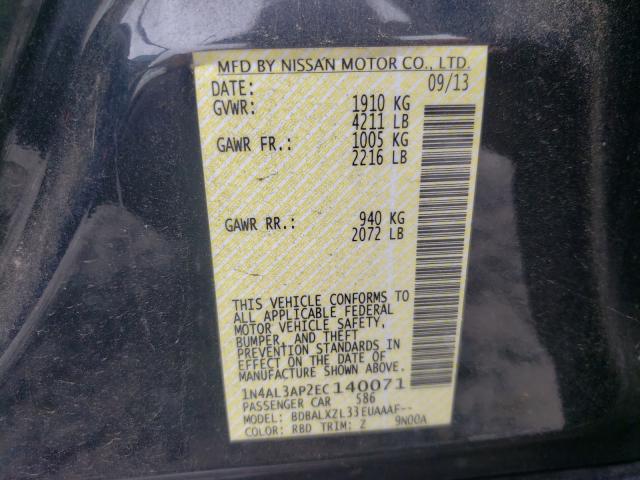 MFD BY NISSAN MOTOR CO., LTD.
DATE: 09/13
GVWR: 1910 KG
4211 LB
GAWR FR.: 1005 KG
2216 LB
GAWR RR.: 940 KG
2072 LB
THIS VEHICLE CONFORMS TO
ALL APPLICABLE FEDERAL
MOTOR VEHICLE SAFETY,
BUMPER, AND THEFT
PREVENTION STANDARDS IN
EFFECT ON THE DATE OF
MANUFACTURE SHOWN ABOVE.
1N4AL3AP2EC140071
PASSENGER CAR 586
MODEL: BDBALXZL33EUAAAF--
COLOR: RBD TRIM: Z 9N00A